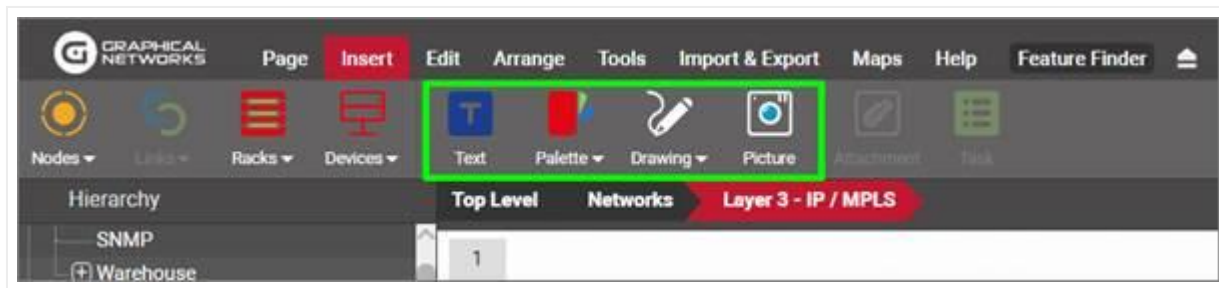 GRAPHICAL
NETWORKS
Page Insert Edit Arrange Tools Import & Export Maps Help Feature Finder
Nodes Links Racks Devices Text Palette Drawing Picture Attachment Task
Hierarchy Top Level Networks Layer 3 - IP / MPLS
SNMP
1
Warehouse